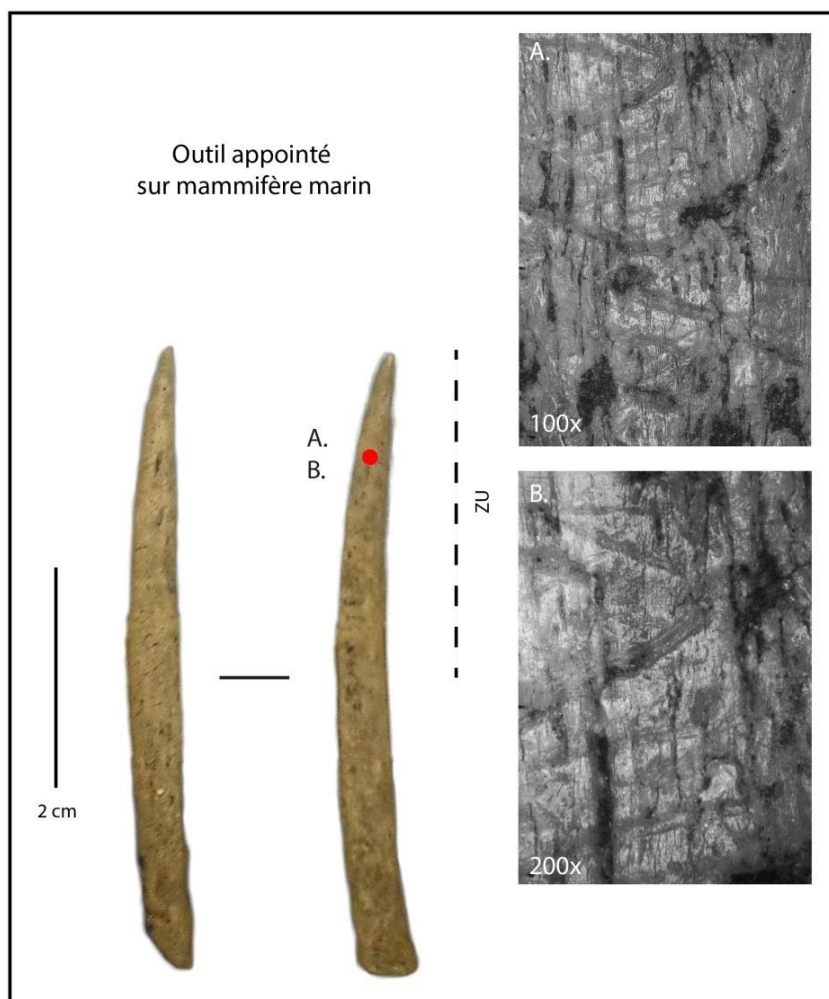 Outil appointé
sur mammifère marin
A.
100x
A.
B.
ZU
2 cm
B.
200x